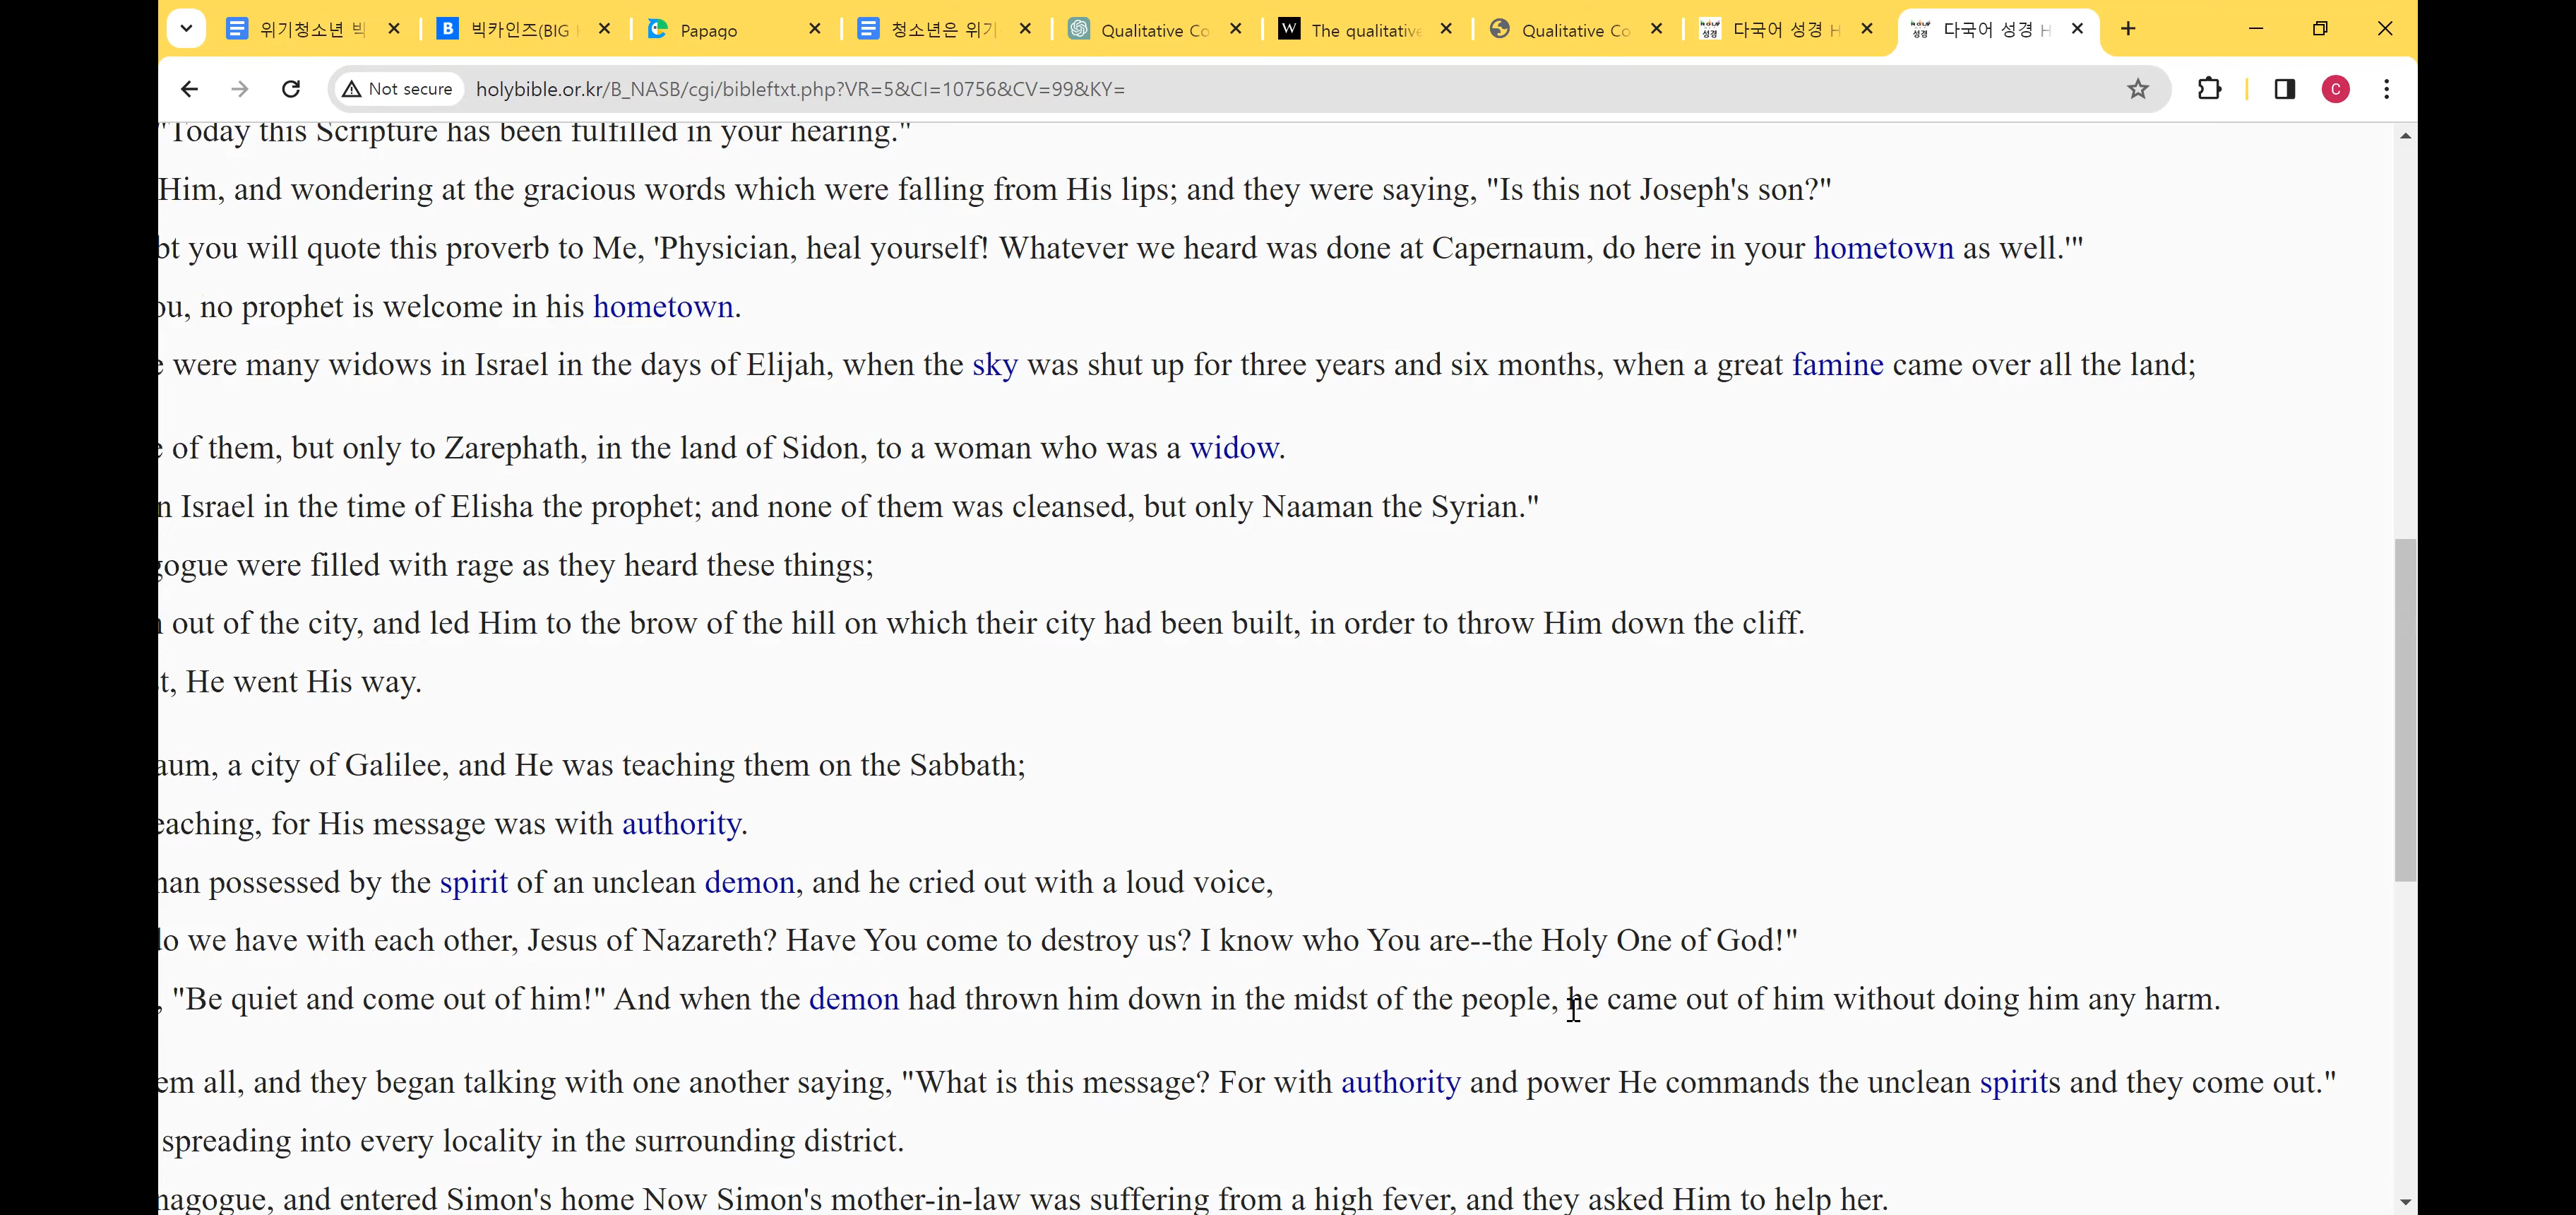 위기청소년 빅
빅카인즈(BIG
Papago
청소년은 위기
Qualitative Co
The qualitative
Qualitative Co
다국어 성경 H
다국어 성경 H
Not secure
holybible.or.kr/B_NASB/cgi/bibleftxt.php?VR=5&CI=10756&CV=99&KY=
C
"Today this Scripture has been fulfilled in your hearing."
Him, and wondering at the gracious words which were falling from His lips; and they were saying, "Is this not Joseph's son?"
bt you will quote this proverb to Me, 'Physician, heal yourself! Whatever we heard was done at Capernaum, do here in your hometown as well.'"
ou, no prophet is welcome in his hometown.
e were many widows in Israel in the days of Elijah, when the sky was shut up for three years and six months, when a great famine came over all the land;
e of them, but only to Zarephath, in the land of Sidon, to a woman who was a widow.
n Israel in the time of Elisha the prophet; and none of them was cleansed, but only Naaman the Syrian."
gogue were filled with rage as they heard these things;
out of the city, and led Him to the brow of the hill on which their city had been built, in order to throw Him down the cliff.
t, He went His way.
aum, a city of Galilee, and He was teaching them on the Sabbath;
eaching, for His message was with authority.
nan possessed by the spirit of an unclean demon, and he cried out with a loud voice,
do we have with each other, Jesus of Nazareth? Have You come to destroy us? I know who You are--the Holy One of God!"
, "Be quiet and come out of him!" And when the demon had thrown him down in the midst of the people, he came out of him without doing him any harm.
em all, and they began talking with one another saying, "What is this message? For with authority and power He commands the unclean spirits and they come out."
spreading into every locality in the surrounding district.
nagogue, and entered Simon's home Now Simon's mother-in-law was suffering from a high fever, and they asked Him to help her.